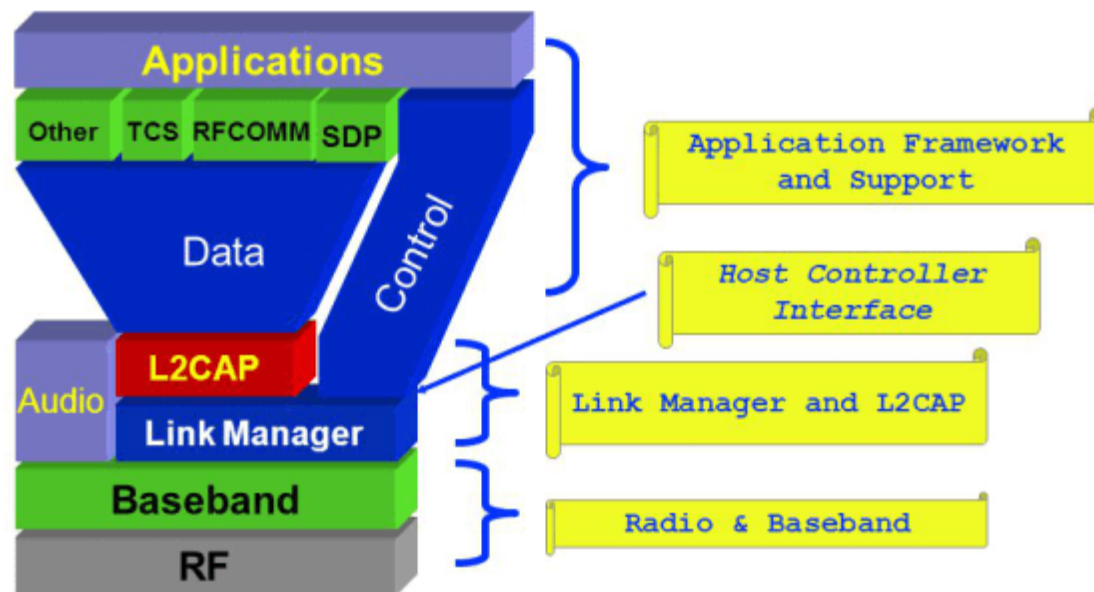 Applications
Other TCS RFCOMM SDP
Application Framework
and Support
Data
Control
Host Controller
Interface
L2CAP
Audio
Link Manager and L2CAP
Link Manager
Baseband
Radio & Baseband
RF